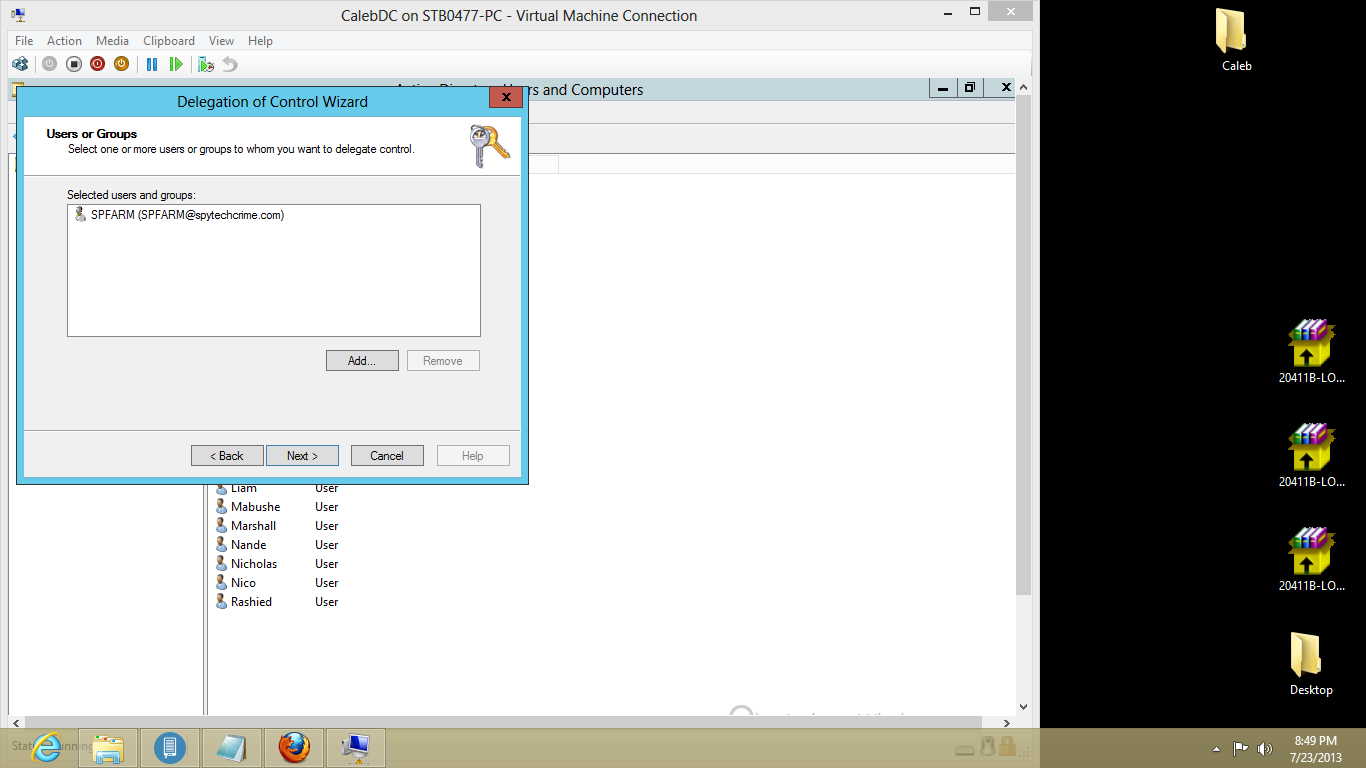 CalebDC on STB0477-PC - Virtual Machine Connection
File Action Media Clipboard View Help
Caleb
rs and Computers
Delegation of Control Wizard
Users or Groups
Select one or more users or groups to whom you want to delegate control.
Selected users and groups:
SPFARM (SPFARM@spytechcrime.com)
Add...
Remove
< Back
Next >
Cancel
Help
Liam User
Mabushe User
Marshall User
Nande User
Nicholas User
Nico User
Rashied User
20411B-LO...
20411B-LO...
20411B-LO...
Desktop
8:49 PM
7/23/2013